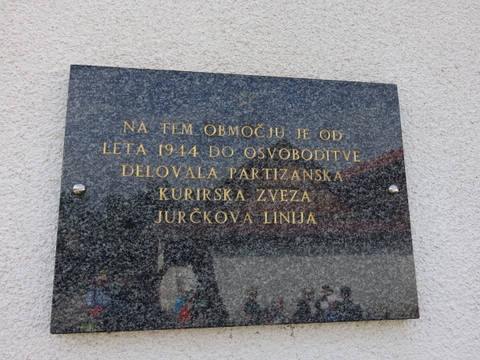 NA TEM OBMOČJU JE OD
LETA 1944 DO OSVOBODITVE
DELOVALA PARTIZANSKA
KURIRSKA ZVEZA
JURČKOVA LINIJA